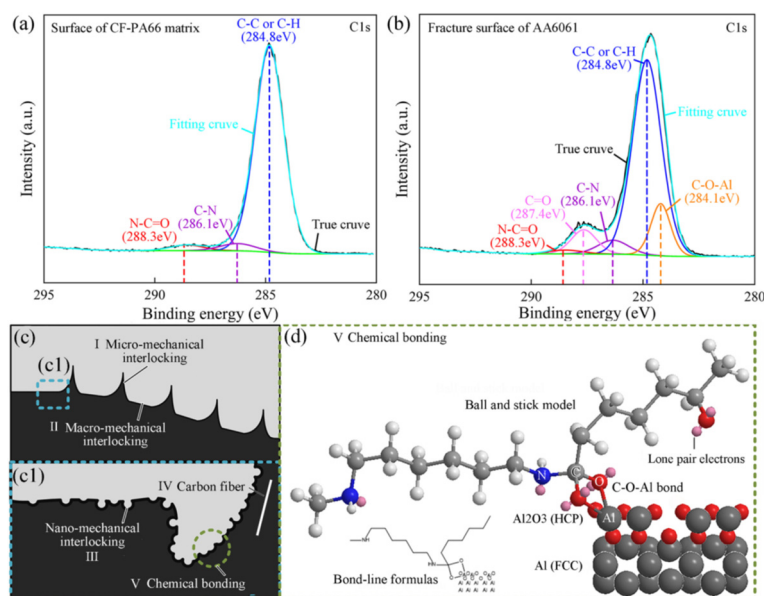 (a)
Surface of CF-PA66 matrix
C1s
C-C or C-H
(284.8eV)
Fitting cruve
C-N
(286.1eV)
N-C=O
(288.3eV)
True cruve
Intensity (a.u.)
295
290
285
280
Binding energy (eV)
(b)
Fracture surface of AA6061
C1s
C-C or C-H
(284.8eV)
Fitting cruve
True cruve
C-O-Al
(284.1eV)
C=O
(287.4eV)
C-N
(286.1eV)
N-C=O
(288.3eV)
Intensity (a.u.)
295
290
285
280
Binding energy (eV)
(c)
I Micro-mechanical
interlocking
(c1)
II Macro-mechanical
interlocking
(c1)
IV Carbon fiber
Nano-mechanical
interlocking
III
V Chemical bonding
(d)
V Chemical bonding
Ball and stick model
Lone pair electrons
N
N
C
O
C-O-Al bond
Al
Al2O3 (HCP)
Al (FCC)
Bond-line formulas